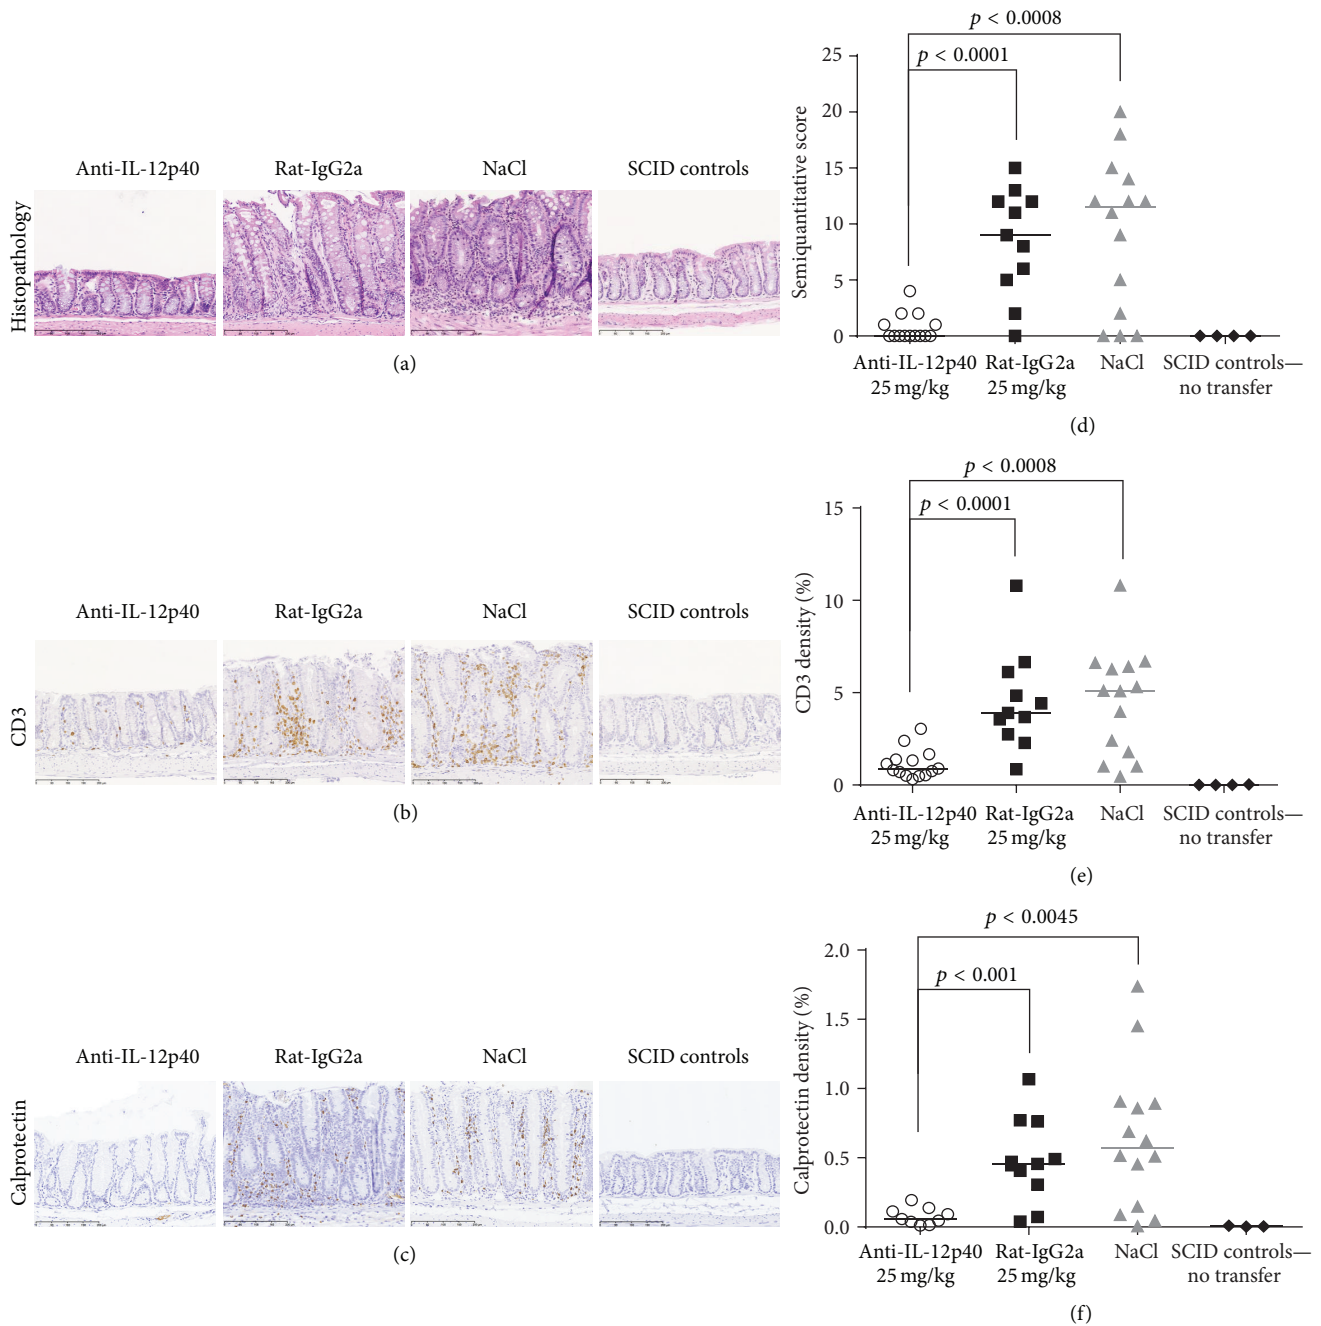 Anti-IL-12p40 Rat-IgG2a NaCl SCID controls
Histopathology
(a)
p < 0.0008
p < 0.0001
Semiquantitative score
25
20
15
10
5
0
Anti-IL-12p40 Rat-IgG2a NaCl SCID controls—
25 mg/kg 25 mg/kg no transfer
(d)
Anti-IL-12p40 Rat-IgG2a NaCl SCID controls
CD3
(b)
p < 0.0008
p < 0.0001
CD3 density (%)
15
10
5
0
Anti-IL-12p40 Rat-IgG2a NaCl SCID controls—
25 mg/kg 25 mg/kg no transfer
(e)
Anti-IL-12p40 Rat-IgG2a NaCl SCID controls
Calprotectin
(c)
p < 0.0045
p < 0.001
Calprotectin density (%)
2.0
1.5
1.0
0.5
0.0
Anti-IL-12p40 Rat-IgG2a NaCl SCID controls—
25 mg/kg 25 mg/kg no transfer
(f)